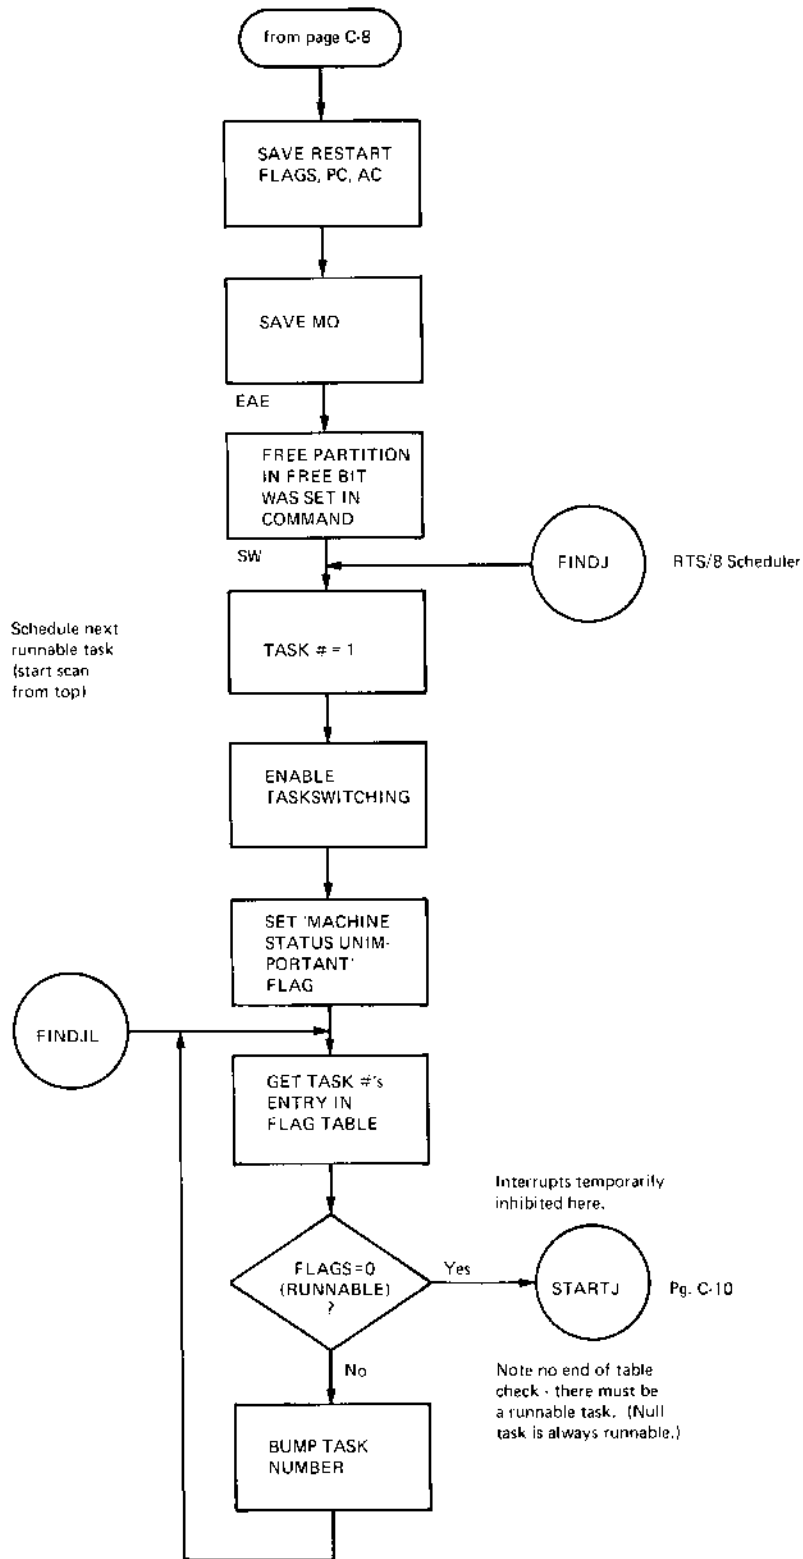 from page C-8
SAVE RESTART
FLAGS, PC, AC
SAVE MQ
EAE
FREE PARTITION
IN FREE BIT
WAS SET IN
COMMAND
SW
FINDJ
RTS/8 Scheduler
Schedule next
runnable task
(start scan
from top)
TASK # = 1
ENABLE
TASKSWITCHING
SET 'MACHINE
STATUS UNIM-
PORTANT'
FLAG
FINDJL
GET TASK #'s
ENTRY IN
FLAG TABLE
Interrupts temporarily
inhibited here.
FLAGS=0
(RUNNABLE)
?
Yes
STARTJ
Pg. C-10
No
Note no end of table
check - there must be
a runnable task. (Null
task is always runnable.)
BUMP TASK
NUMBER